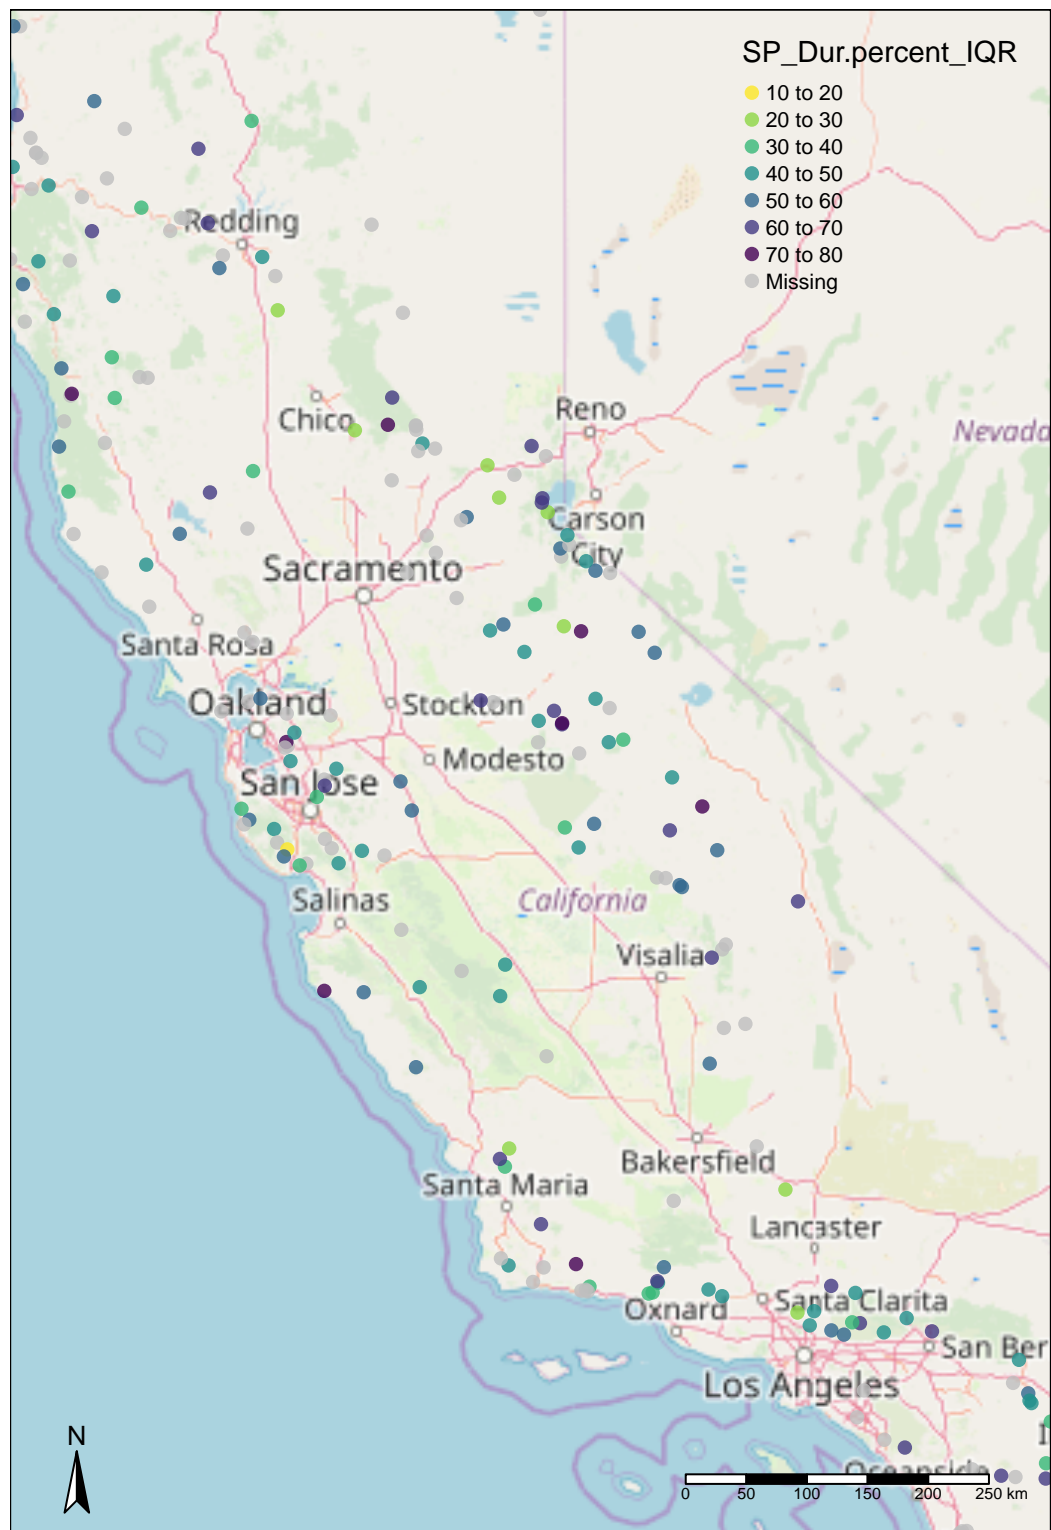 SP_Dur.percent_IQR
10 to 20
20 to 30
30 to 40
40 to 50
50 to 60
60 to 70
70 to 80
Missing
Redding
Chico
Reno
Nevada
Carson
City
Sacramento
Santa Rosa
Oakland
Stockton
Modesto
San Jose
Salinas
California
Visalia
Bakersfield
Santa Maria
Lancaster
Santa Clarita
Oxnard
San Ber
Los Angeles
Oceanside
N
0 50 100 150 200 250 km